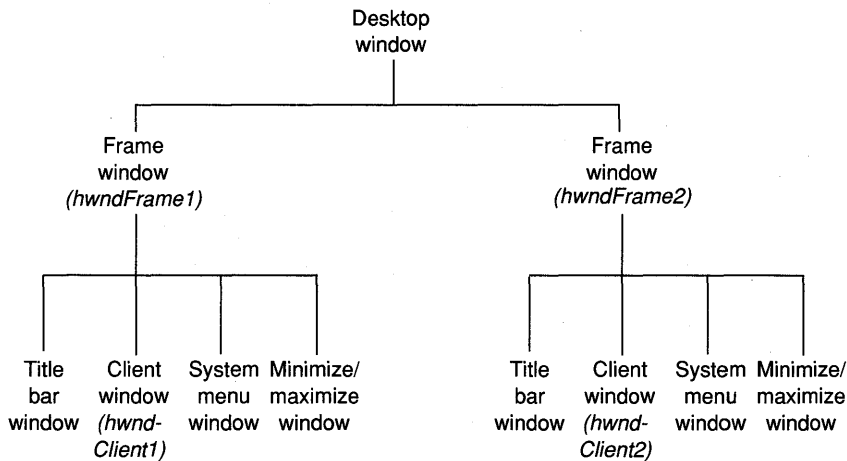 Desktop
window
Frame
window
(hwndFrame1)
Frame
window
(hwndFrame2)
Title
bar
window
Client
window
(hwnd-
Client1)
System
menu
window
Minimize/
maximize
window
Title
bar
window
Client
window
(hwnd-
Client2)
System
menu
window
Minimize/
maximize
window